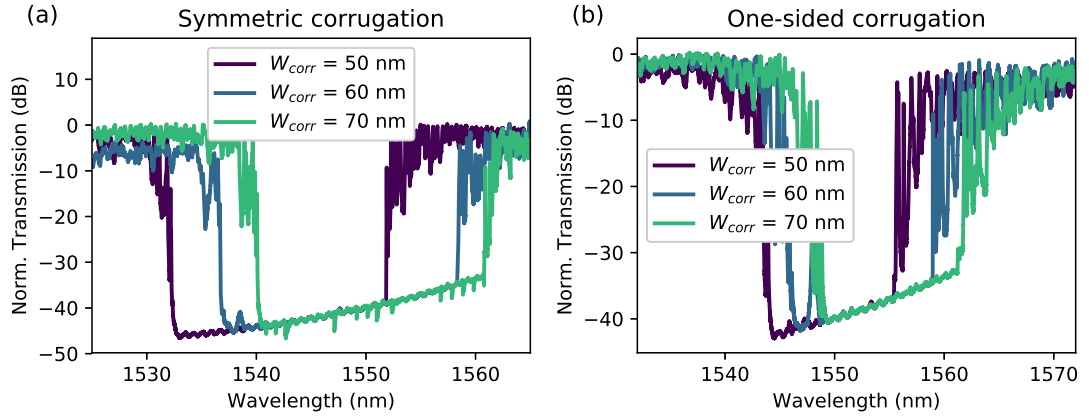 (a)
Symmetric corrugation
Norm. Transmission (dB)
10
0
−10
−20
−30
−40
−50
W_corr = 50 nm
W_corr = 60 nm
W_corr = 70 nm
1530
1540
1550
1560
Wavelength (nm)
(b)
One-sided corrugation
Norm. Transmission (dB)
0
−10
−20
−30
−40
W_corr = 50 nm
W_corr = 60 nm
W_corr = 70 nm
1540
1550
1560
1570
Wavelength (nm)